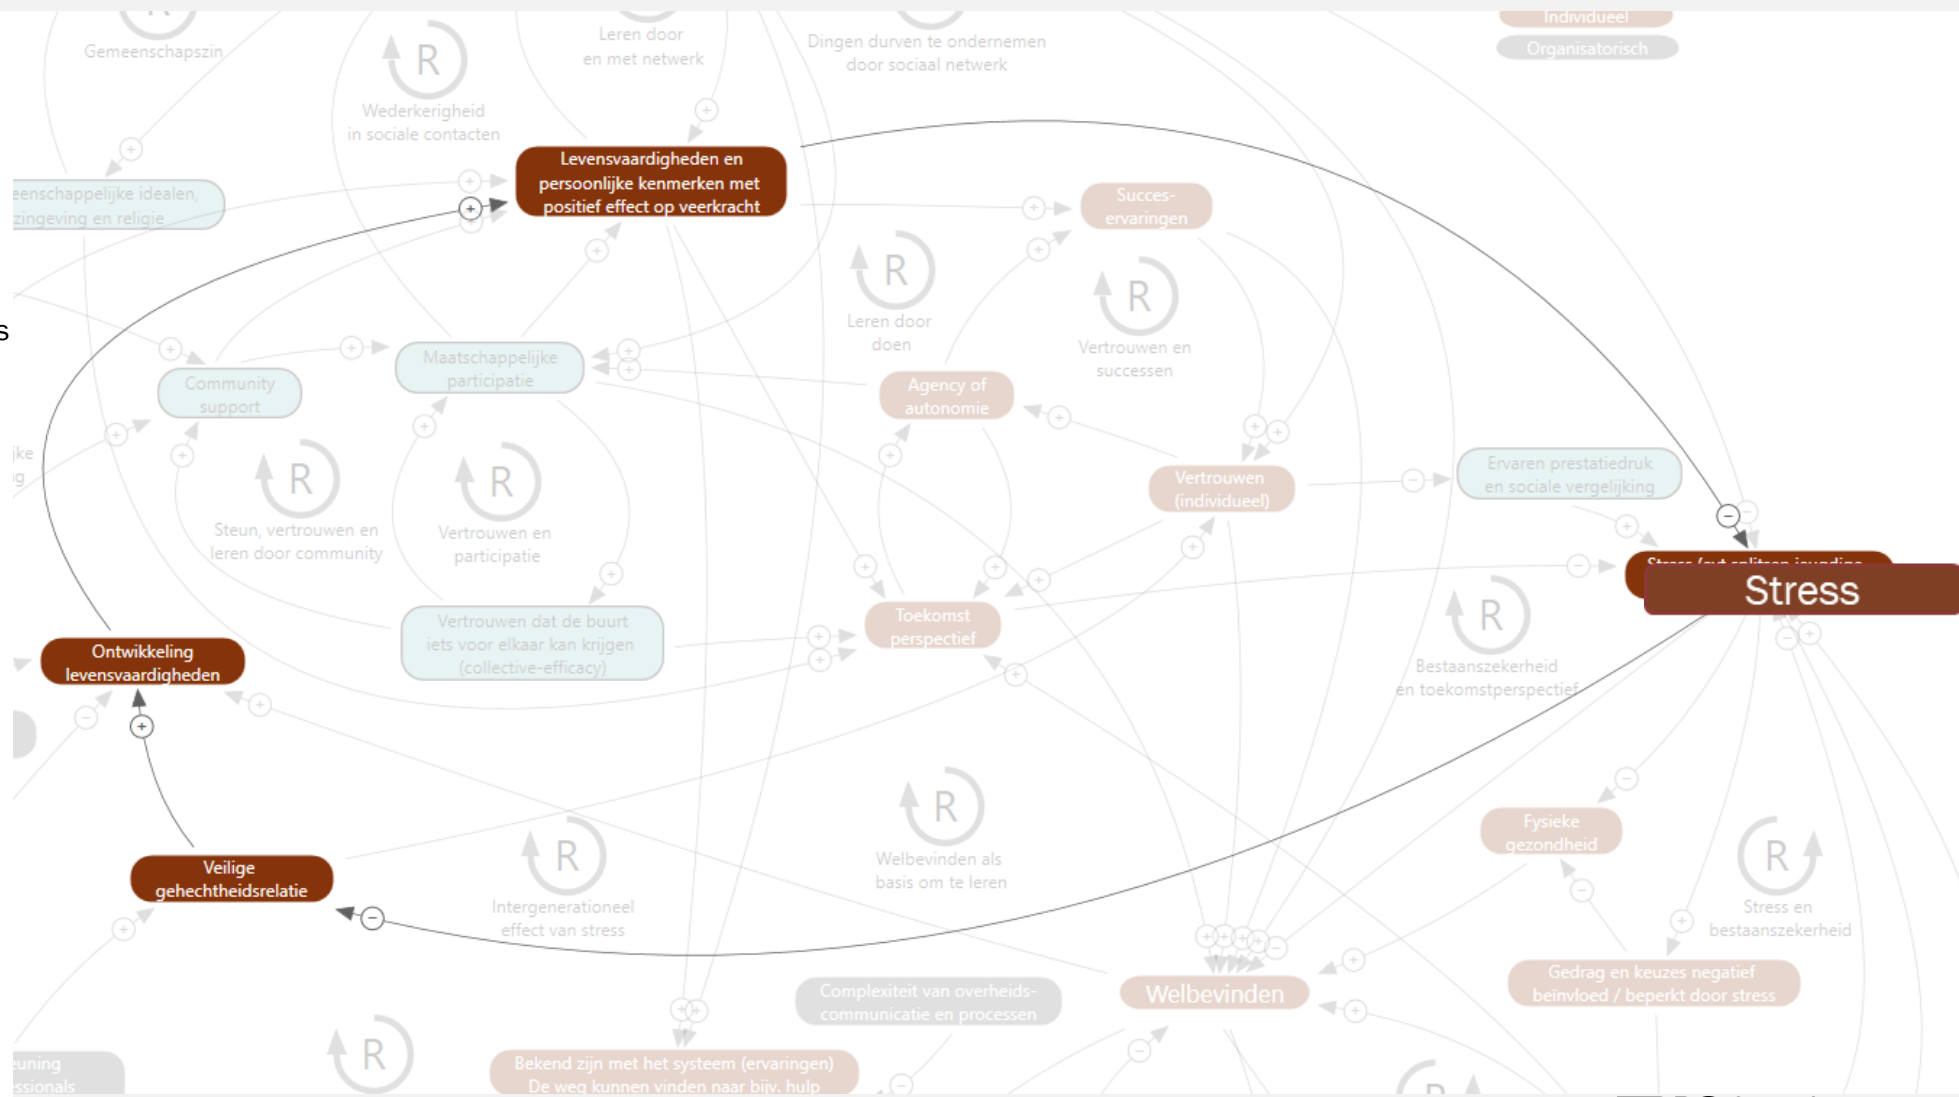 Gemeenschapszin
R
Wederkerigheid
in sociale contacten
Leren door
en met netwerk
Dingen durven te ondernemen
door sociaal netwerk
Individueel
Organisatorisch
Levensvaardigheden en
persoonlijke kenmerken met
positief effect op veerkracht
idealen,
zingeving en religie
Succes-
ervaringen
R
Leren door
doen
R
Vertrouwen en
successen
s
Community
support
Maatschappelijke
participatie
Agency of
autonomie
Vertrouwen
(individueel)
Ervaren prestatiedruk
en sociale vergelijking
R
Steun, vertrouwen en
leren door community
R
Vertrouwen en
participatie
Stress
Vertrouwen dat de buurt
iets voor elkaar kan krijgen
(collective-efficacy)
Toekomst
perspectief
R
Bestaanszekerheid
en toekomstperspectief
Ontwikkeling
levensvaardigheden
Veilige
gehechtheidsrelatie
R
Intergenerationeel
effect van stress
R
Welbevinden als
basis om te leren
Fysieke
gezondheid
R
Stress en
bestaanszekerheid
Complexiteit van overheids-
communicatie en processen
Welbevinden
Gedrag en keuzes negatief
beïnvloed / beperkt door stress
R
Bekend zijn met het systeem (ervaringen)
De weg kunnen vinden naar bijv. hulp